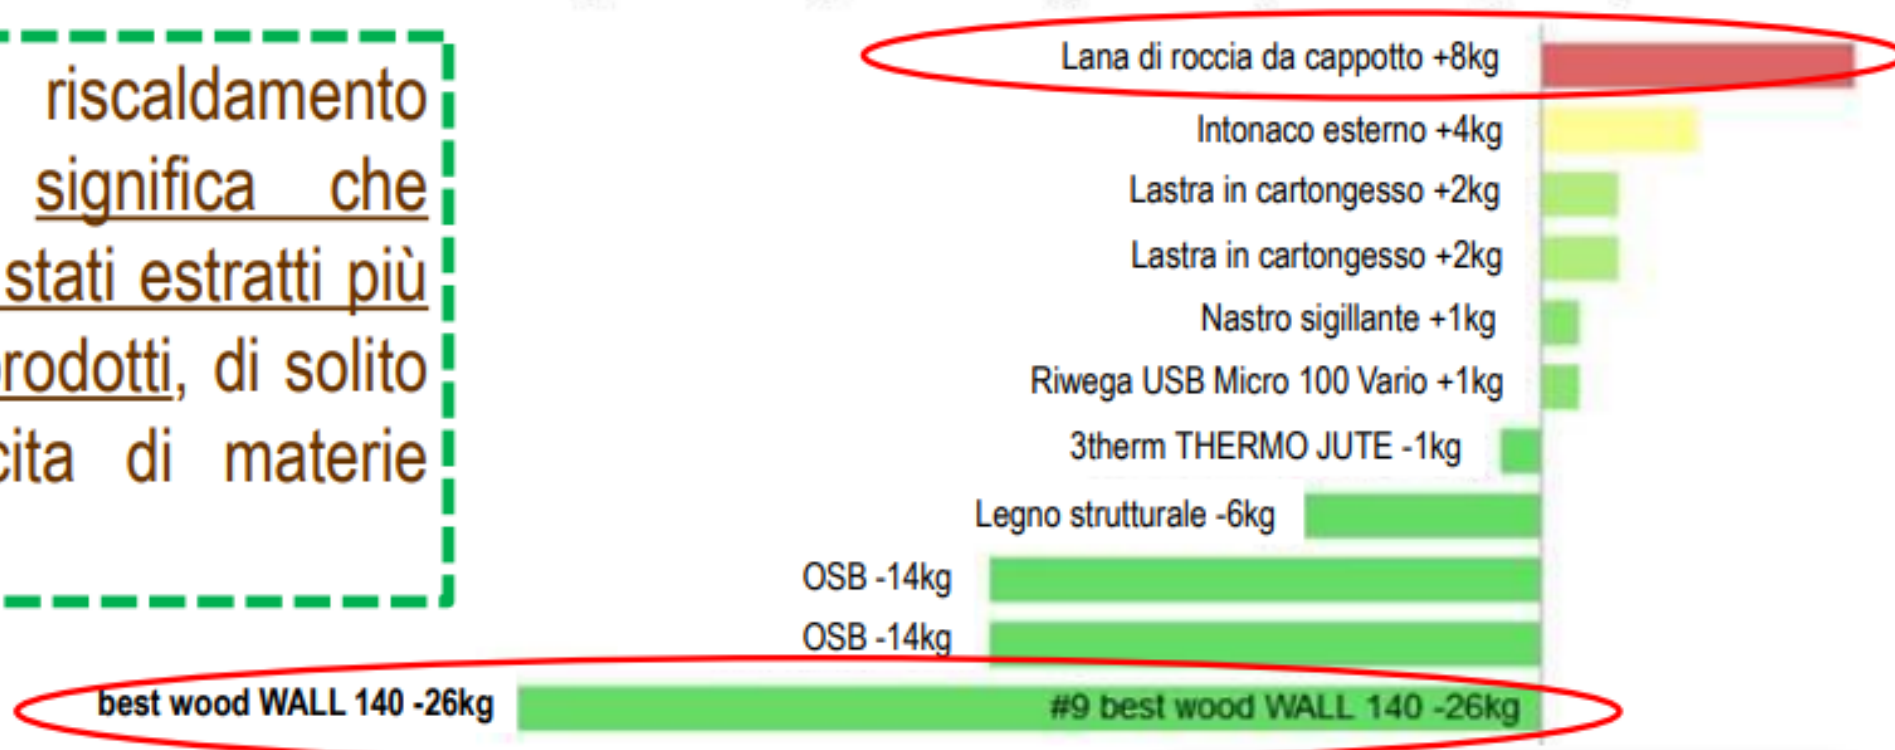 riscaldamento
significa che
stati estratti più
prodotti, di solito
di materie
Lana di roccia da cappotto +8kg
Intonaco esterno +4kg
Lastra in cartongesso +2kg
Lastra in cartongesso +2kg
Nastro sigillante +1kg
Riwega USB Micro 100 Vario +1kg
3therm THERMO JUTE -1kg
Legno strutturale -6kg
OSB -14kg
OSB -14kg
best wood WALL 140 -26kg
#9 best wood WALL 140 -26kg